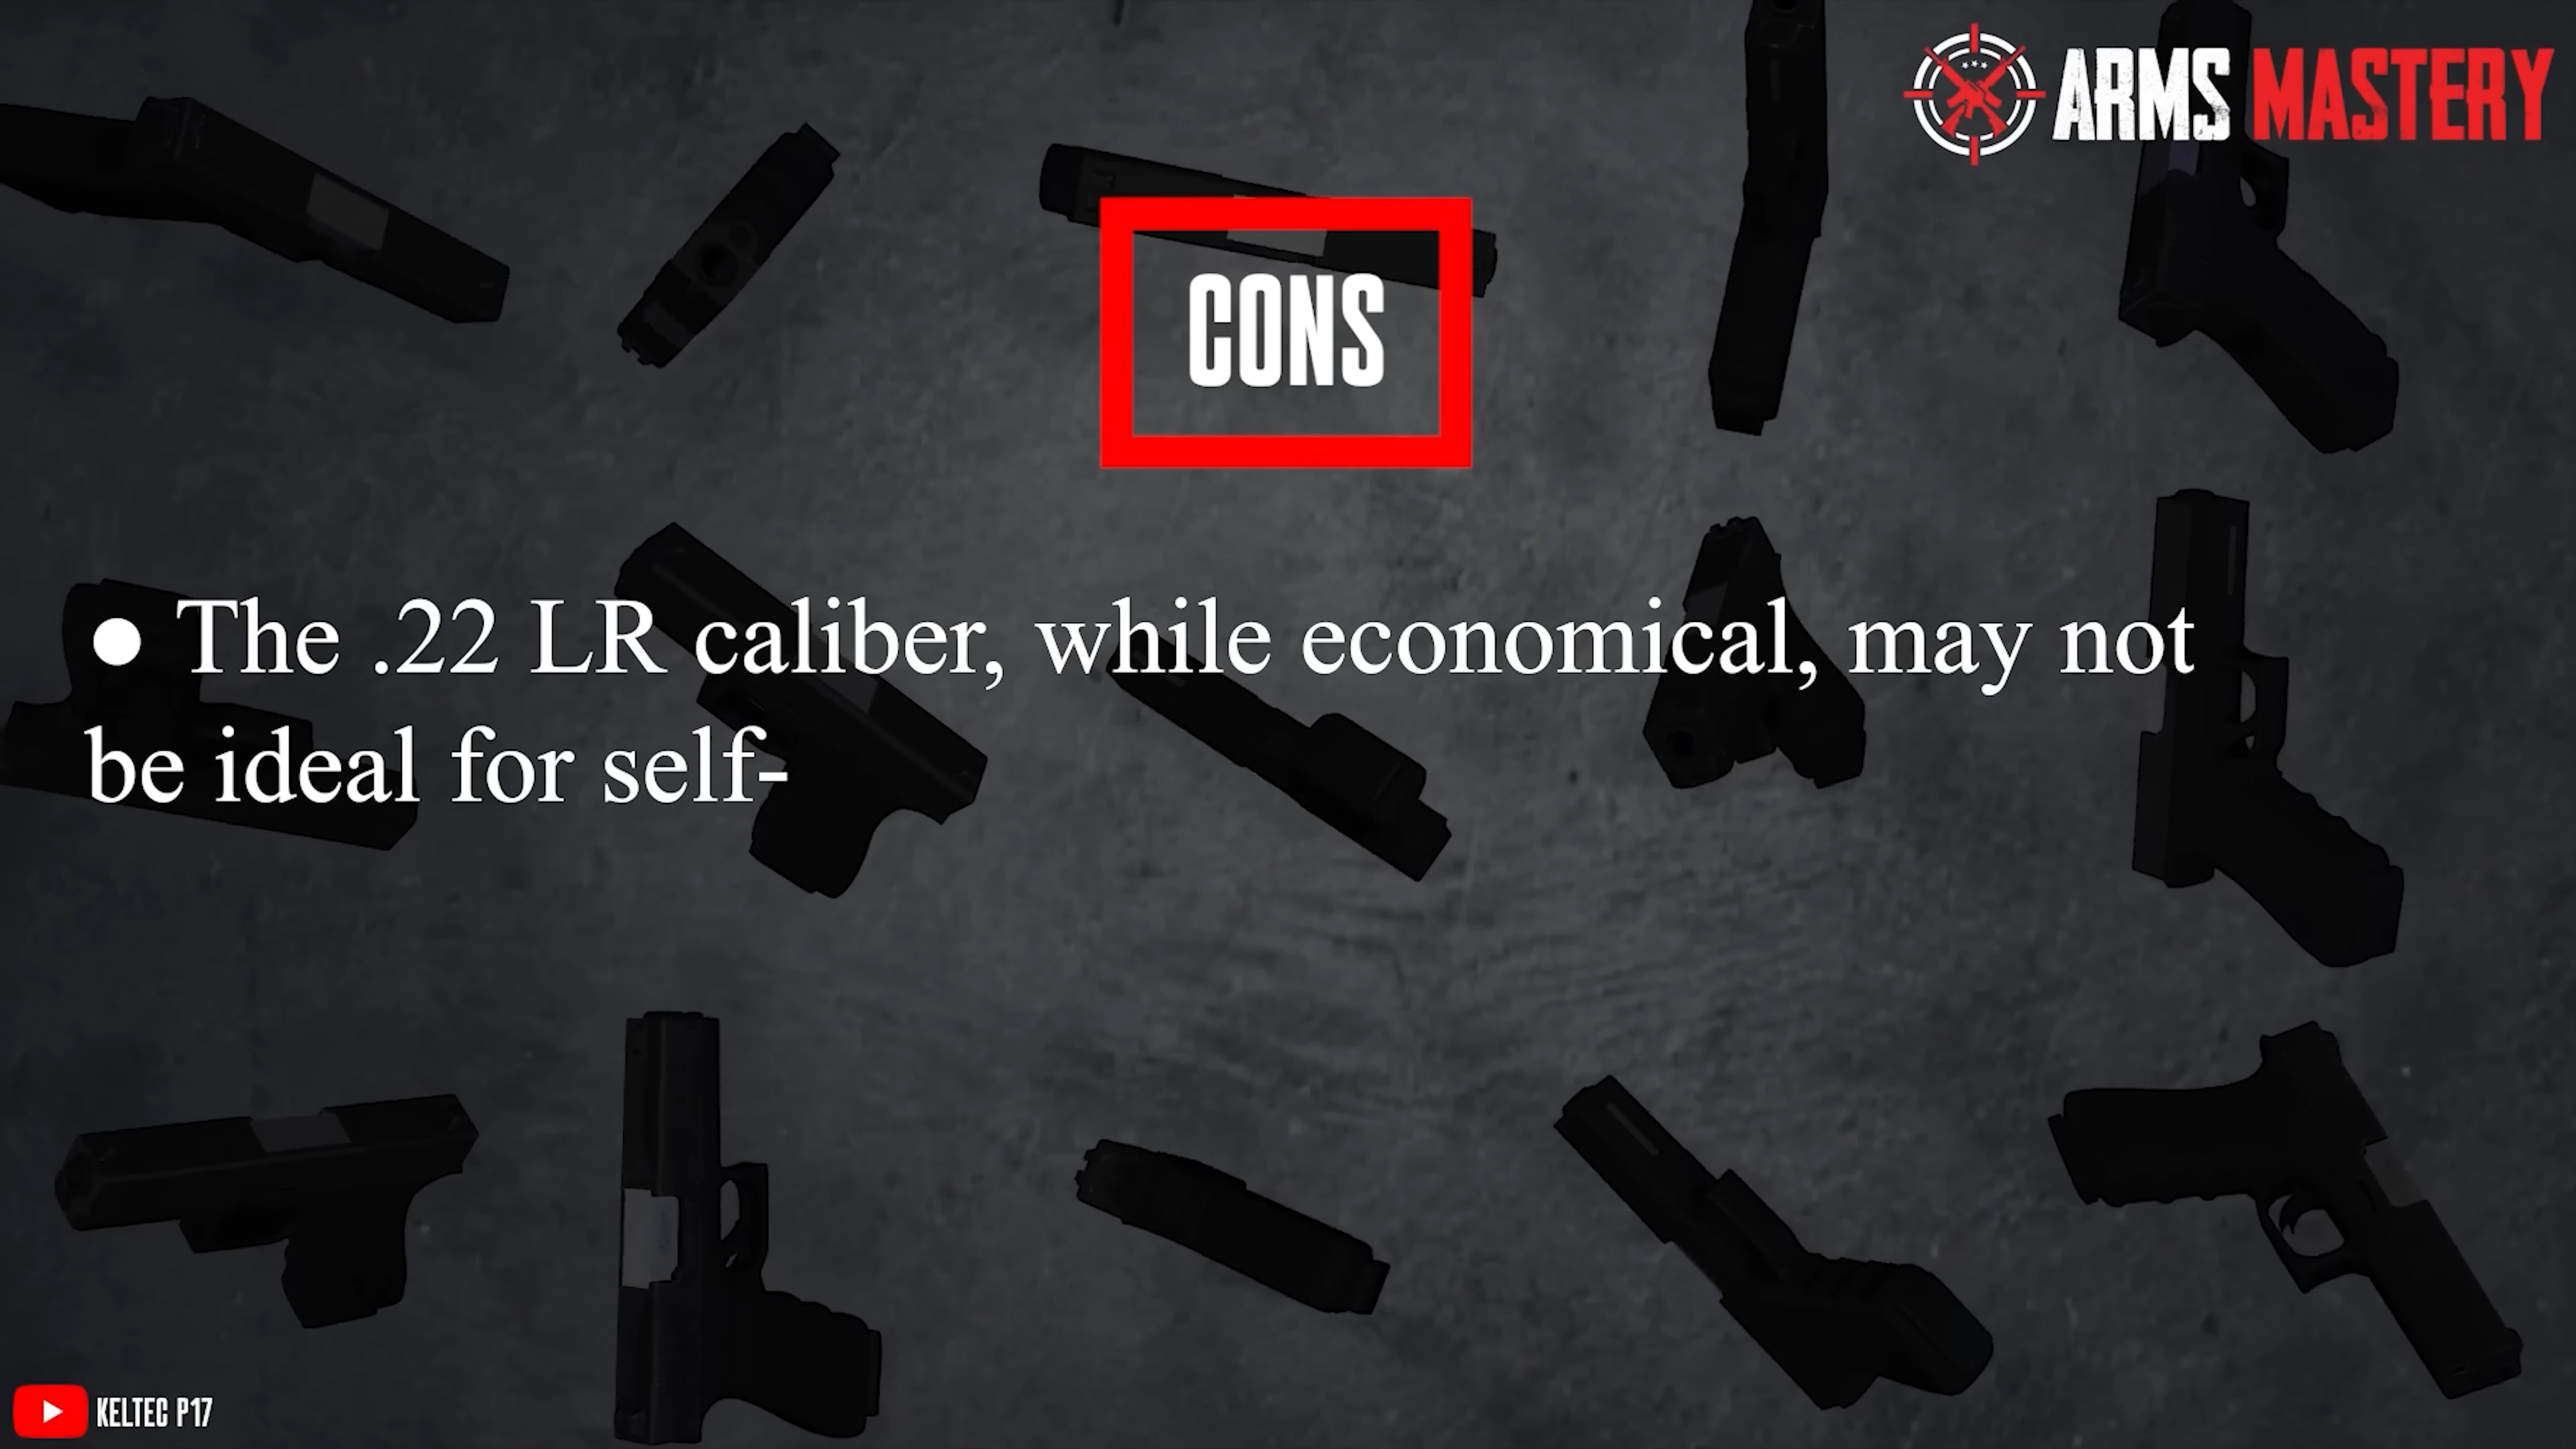 ARMS MASTERY
CONS
● The .22 LR caliber, while economical, may not
be ideal for self-
KELTEC P17